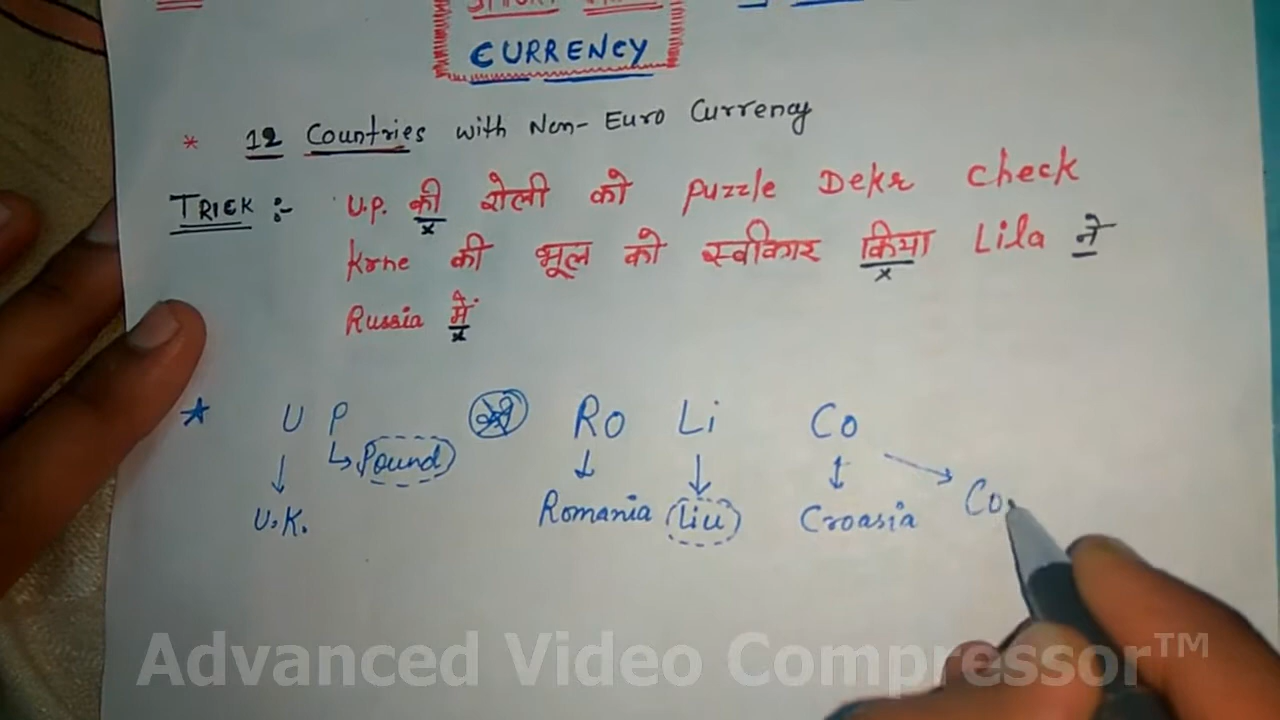 CURRENCY
* 12 Countries with Non-Euro Currency
TRICK :- U.P. की रोली को Puzzle Dekr check
krne की भूल को स्वीकार किया Lila ने
x x
Russia में
x
★ U P Ro Li Co
Pound
U.K. Romania Liu Croasia Co
Advanced Video Compressor™